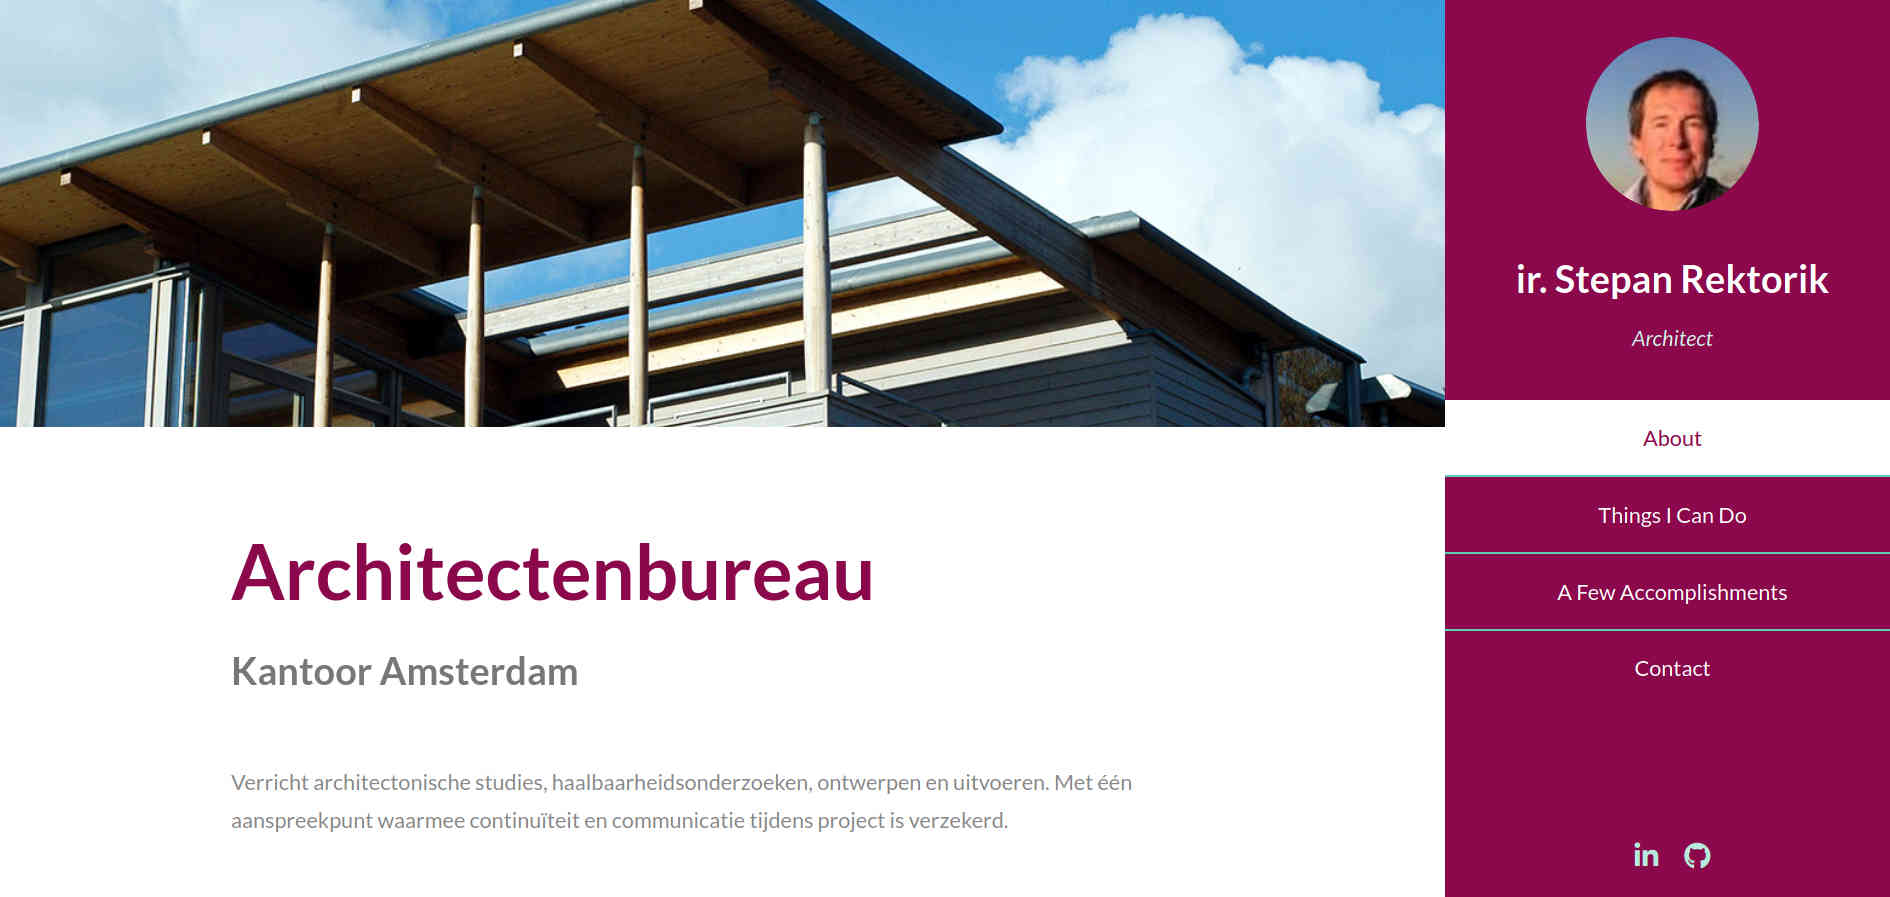 ir. Stepan Rektorik
Architect
About
Things I Can Do
A Few Accomplishments
Contact
Architectenbureau
Kantoor Amsterdam
Verricht architectonische studies, haalbaarheidsonderzoeken, ontwerpen en uitvoeren. Met één
aanspreekpunt waarmee continuïteit en communicatie tijdens project is verzekerd.
in